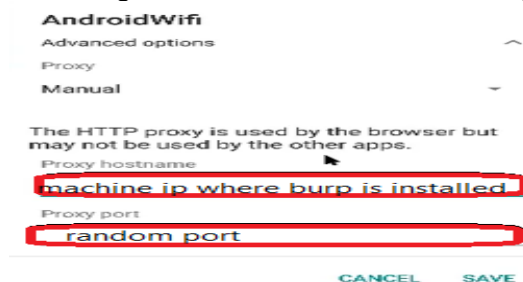 AndroidWifi
Advanced options
Proxy
Manual
The HTTP proxy is used by the browser but
may not be used by the other apps.
Proxy hostname
machine ip where burp is installed
Proxy port
random port
CANCEL SAVE